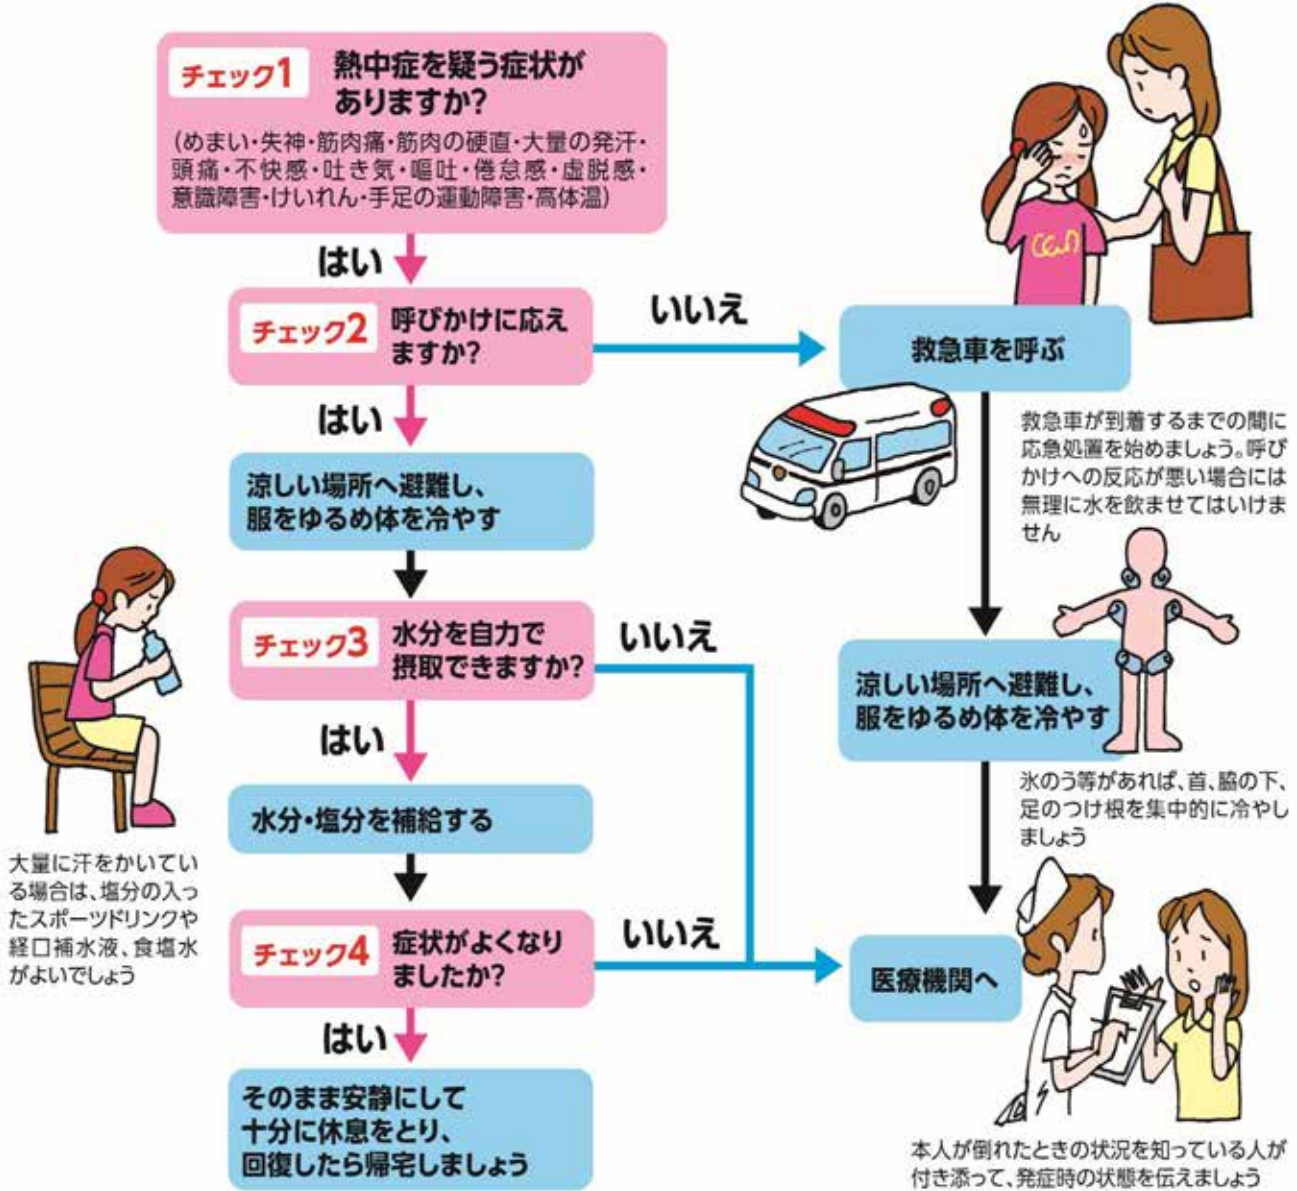 チェック1
熱中症を疑う症状が
ありますか?
(めまい・失神・筋肉痛・筋肉の硬直・大量の発汗・
頭痛・不快感・吐き気・嘔吐・倦怠感・虚脱感・
意識障害・けいれん・手足の運動障害・高体温)
はい
チェック2
呼びかけに応え
ますか?
いいえ
救急車を呼ぶ
救急車が到着するまでの間に
応急処置を始めましょう。呼び
かけへの反応が悪い場合には
無理に水を飲ませてはいけま
せん
はい
涼しい場所へ避難し、
服をゆるめ体を冷やす
チェック3
水分を自力で
摂取できますか?
いいえ
涼しい場所へ避難し、
服をゆるめ体を冷やす
氷のう等があれば、首、脇の下、
足のつけ根を集中的に冷やし
ましょう
はい
水分・塩分を補給する
大量に汗をかいてい
る場合は、塩分の入っ
たスポーツドリンクや
経口補水液、食塩水
がよいでしょう
チェック4
症状がよくなり
ましたか?
いいえ
医療機関へ
はい
そのまま安静にして
十分に休息をとり、
回復したら帰宅しましょう
本人が倒れたときの状況を知っている人が
付き添って、発症時の状態を伝えましょう